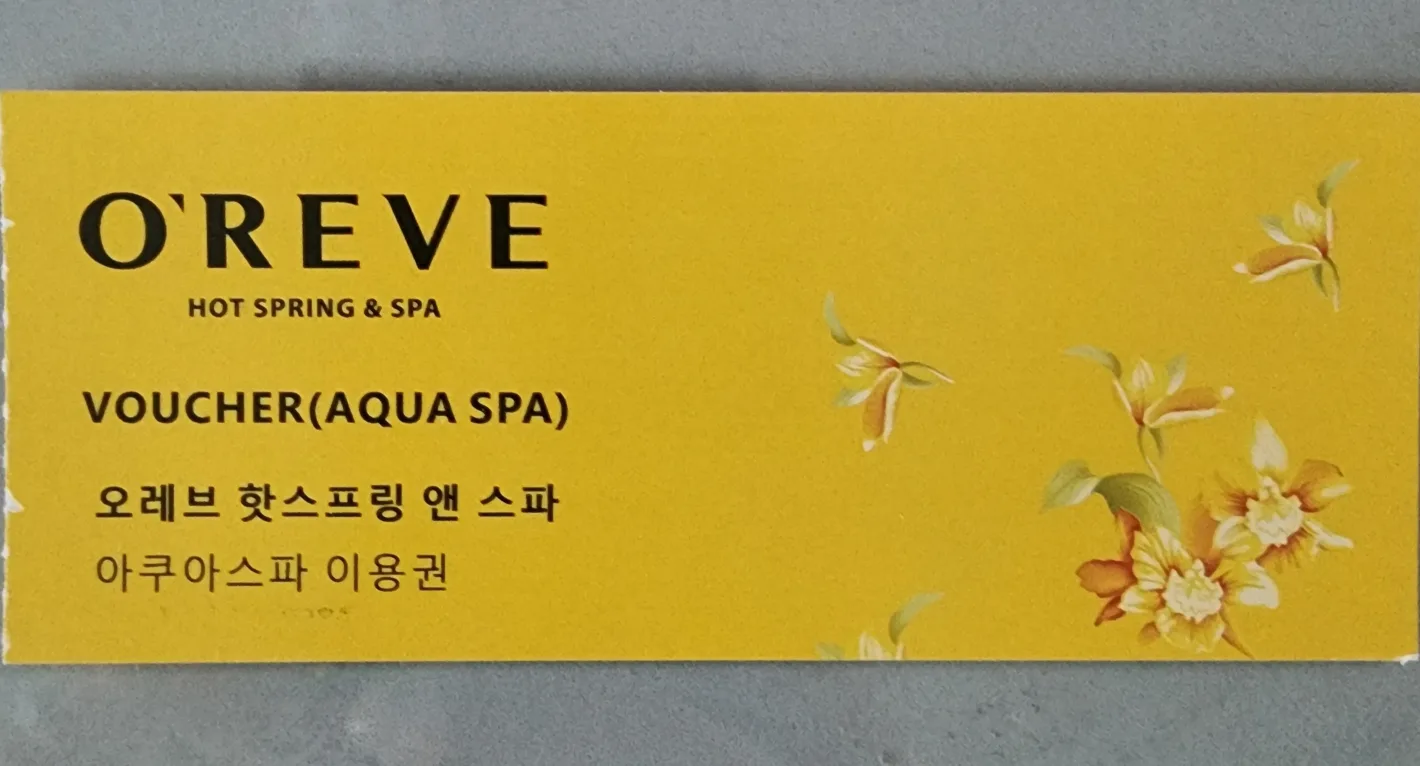 O'REVE
HOT SPRING & SPA
VOUCHER(AQUA SPA)
오레브 핫스프링 앤 스파
아쿠아스파 이용권